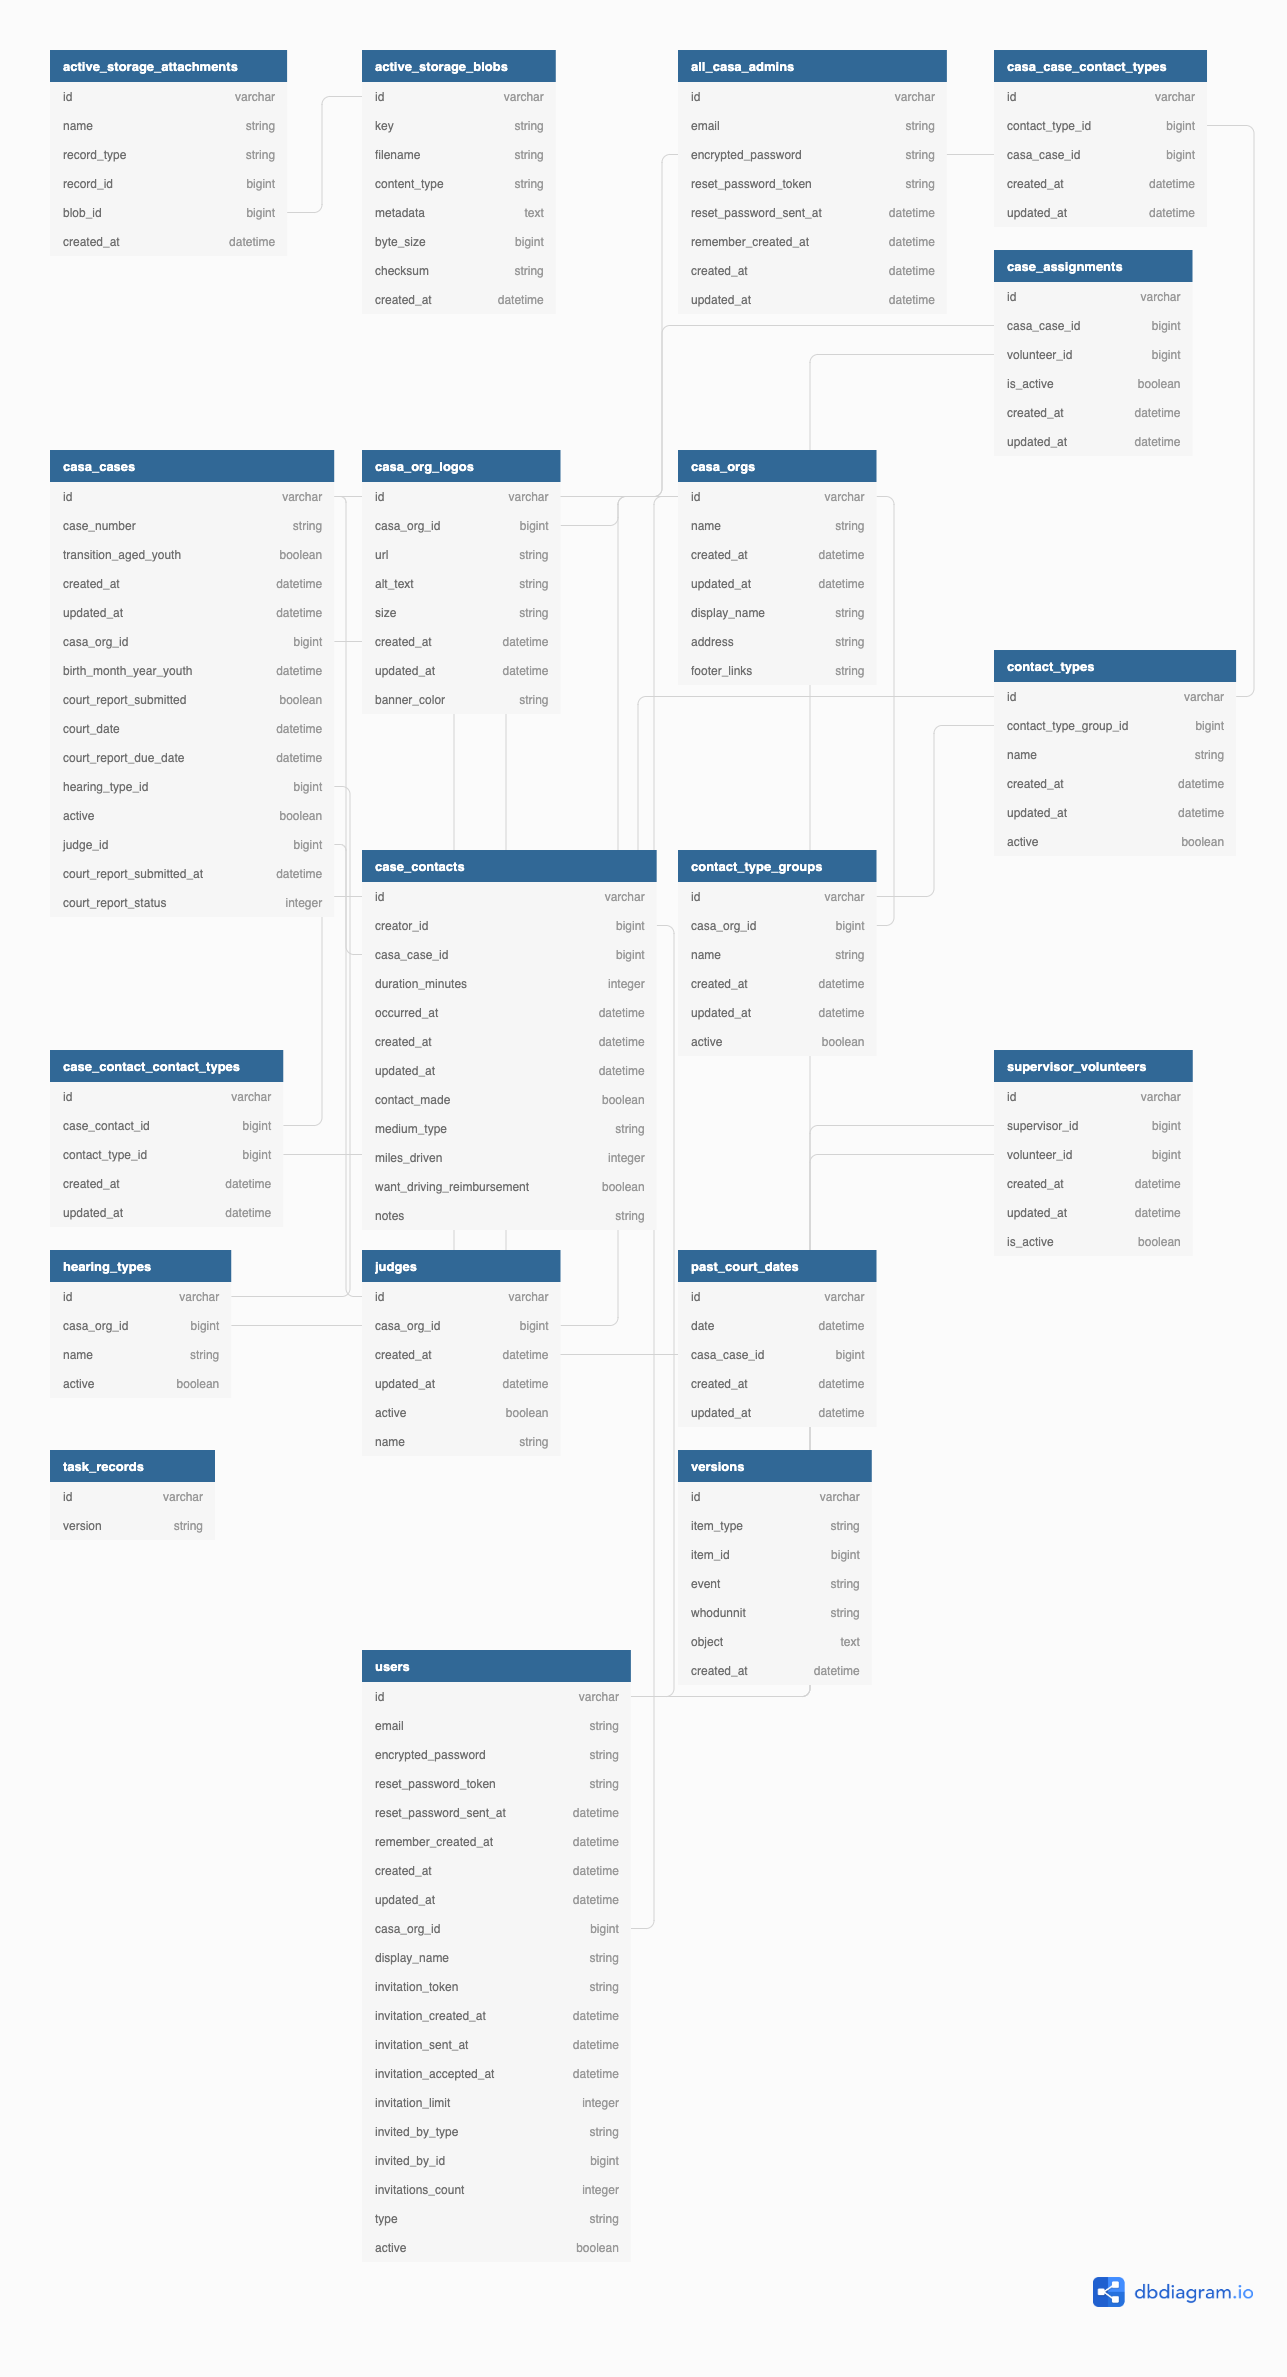 active_storage_attachments
id varchar
name string
record_type string
record_id bigint
blob_id bigint
created_at datetime
active_storage_blobs
id varchar
key string
filename string
content_type string
metadata text
byte_size bigint
checksum string
created_at datetime
all_casa_admins
id varchar
email string
encrypted_password string
reset_password_token string
reset_password_sent_at datetime
remember_created_at datetime
created_at datetime
updated_at datetime
casa_case_contact_types
id varchar
contact_type_id bigint
casa_case_id bigint
created_at datetime
updated_at datetime
case_assignments
id varchar
casa_case_id bigint
volunteer_id bigint
is_active boolean
created_at datetime
updated_at datetime
casa_cases
id varchar
case_number string
transition_aged_youth boolean
created_at datetime
updated_at datetime
casa_org_id bigint
birth_month_year_youth datetime
court_report_submitted boolean
court_date datetime
court_report_due_date datetime
hearing_type_id bigint
active boolean
judge_id bigint
court_report_submitted_at datetime
court_report_status integer
casa_org_logos
id varchar
casa_org_id bigint
url string
alt_text string
size string
created_at datetime
updated_at datetime
banner_color string
casa_orgs
id varchar
name string
created_at datetime
updated_at datetime
display_name string
address string
footer_links string
contact_types
id varchar
contact_type_group_id bigint
name string
created_at datetime
updated_at datetime
active boolean
case_contacts
id varchar
creator_id bigint
casa_case_id bigint
duration_minutes integer
occurred_at datetime
created_at datetime
updated_at datetime
contact_made boolean
medium_type string
miles_driven integer
want_driving_reimbursement boolean
notes string
contact_type_groups
id varchar
casa_org_id bigint
name string
created_at datetime
updated_at datetime
active boolean
case_contact_contact_types
id varchar
case_contact_id bigint
contact_type_id bigint
created_at datetime
updated_at datetime
supervisor_volunteers
id varchar
supervisor_id bigint
volunteer_id bigint
created_at datetime
updated_at datetime
is_active boolean
hearing_types
id varchar
casa_org_id bigint
name string
active boolean
judges
id varchar
casa_org_id bigint
created_at datetime
updated_at datetime
active boolean
name string
past_court_dates
id varchar
date datetime
casa_case_id bigint
created_at datetime
updated_at datetime
task_records
id varchar
version string
versions
id varchar
item_type string
item_id bigint
event string
whodunnit string
object text
created_at datetime
users
id varchar
email string
encrypted_password string
reset_password_token string
reset_password_sent_at datetime
remember_created_at datetime
created_at datetime
updated_at datetime
casa_org_id bigint
display_name string
invitation_token string
invitation_created_at datetime
invitation_sent_at datetime
invitation_accepted_at datetime
invitation_limit integer
invited_by_type string
invited_by_id bigint
invitations_count integer
type string
active boolean
dbdiagram.io